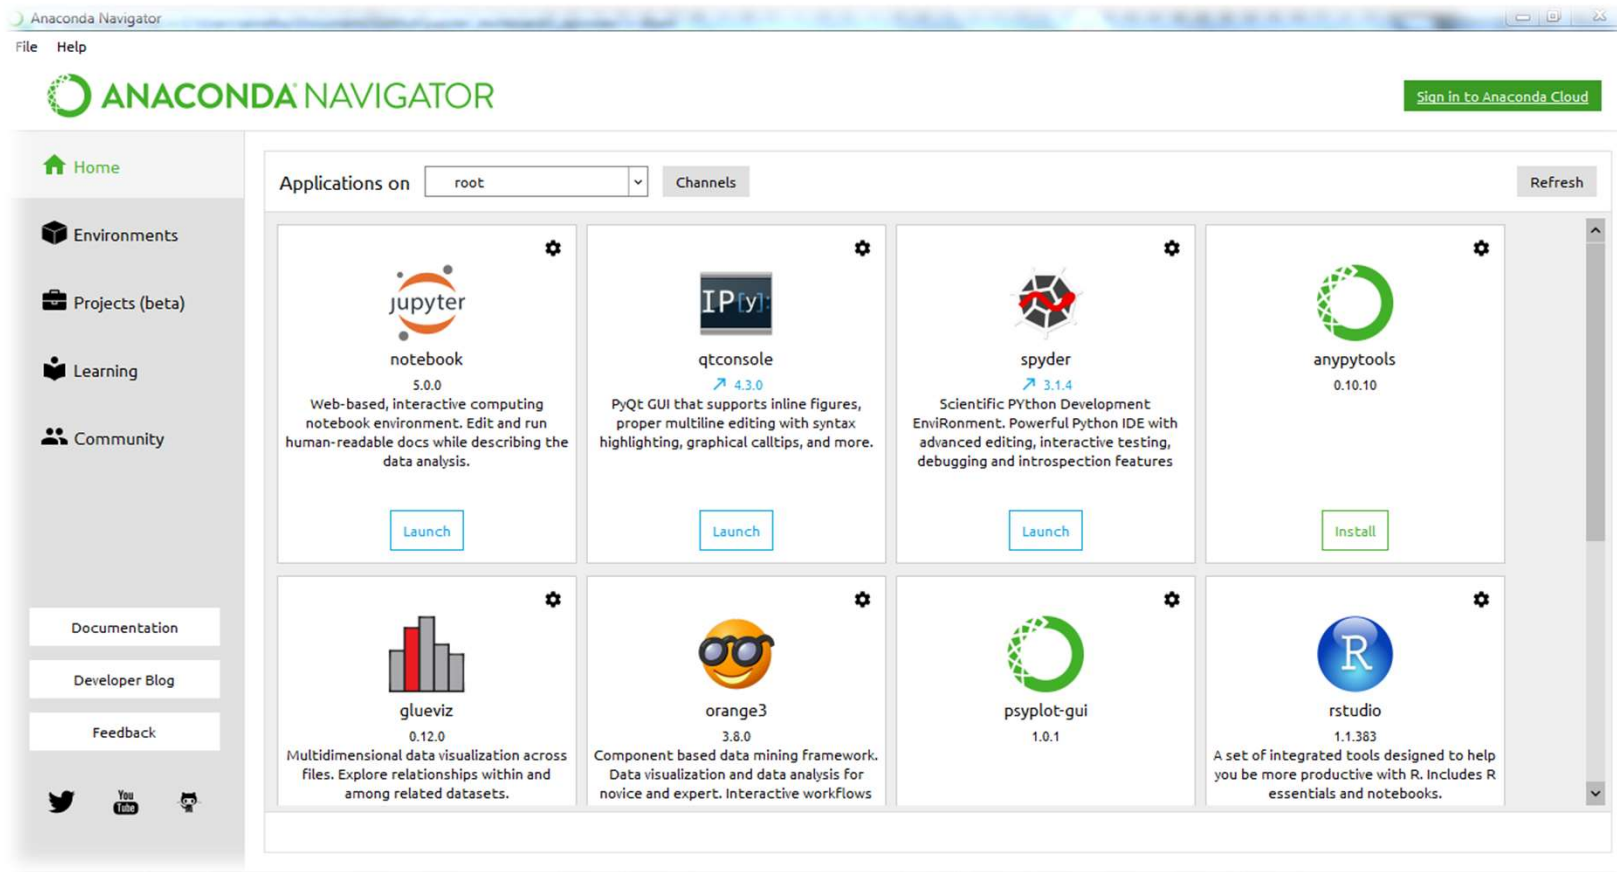 Anaconda Navigator
File Help
ANACONDA NAVIGATOR
Sign in to Anaconda Cloud
Home
Environments
Projects (beta)
Learning
Community
Documentation
Developer Blog
Feedback
You
Tube
Applications on root Channels Refresh
jupyter
notebook
5.0.0
Web-based, interactive computing
notebook environment. Edit and run
human-readable docs while describing the
data analysis.
Launch
IP[y]:
qtconsole
4.3.0
PyQt GUI that supports inline figures,
proper multiline editing with syntax
highlighting, graphical calltips, and more.
Launch
spyder
3.1.4
Scientific PYthon Development
EnviRonment. Powerful Python IDE with
advanced editing, interactive testing,
debugging and introspection features
Launch
anypytools
0.10.10
Install
glueviz
0.12.0
Multidimensional data visualization across
files. Explore relationships within and
among related datasets.
orange3
3.8.0
Component based data mining framework.
Data visualization and data analysis for
novice and expert. Interactive workflows
psyplot-gui
1.0.1
R
rstudio
1.1.383
A set of integrated tools designed to help
you be more productive with R. Includes R
essentials and notebooks.